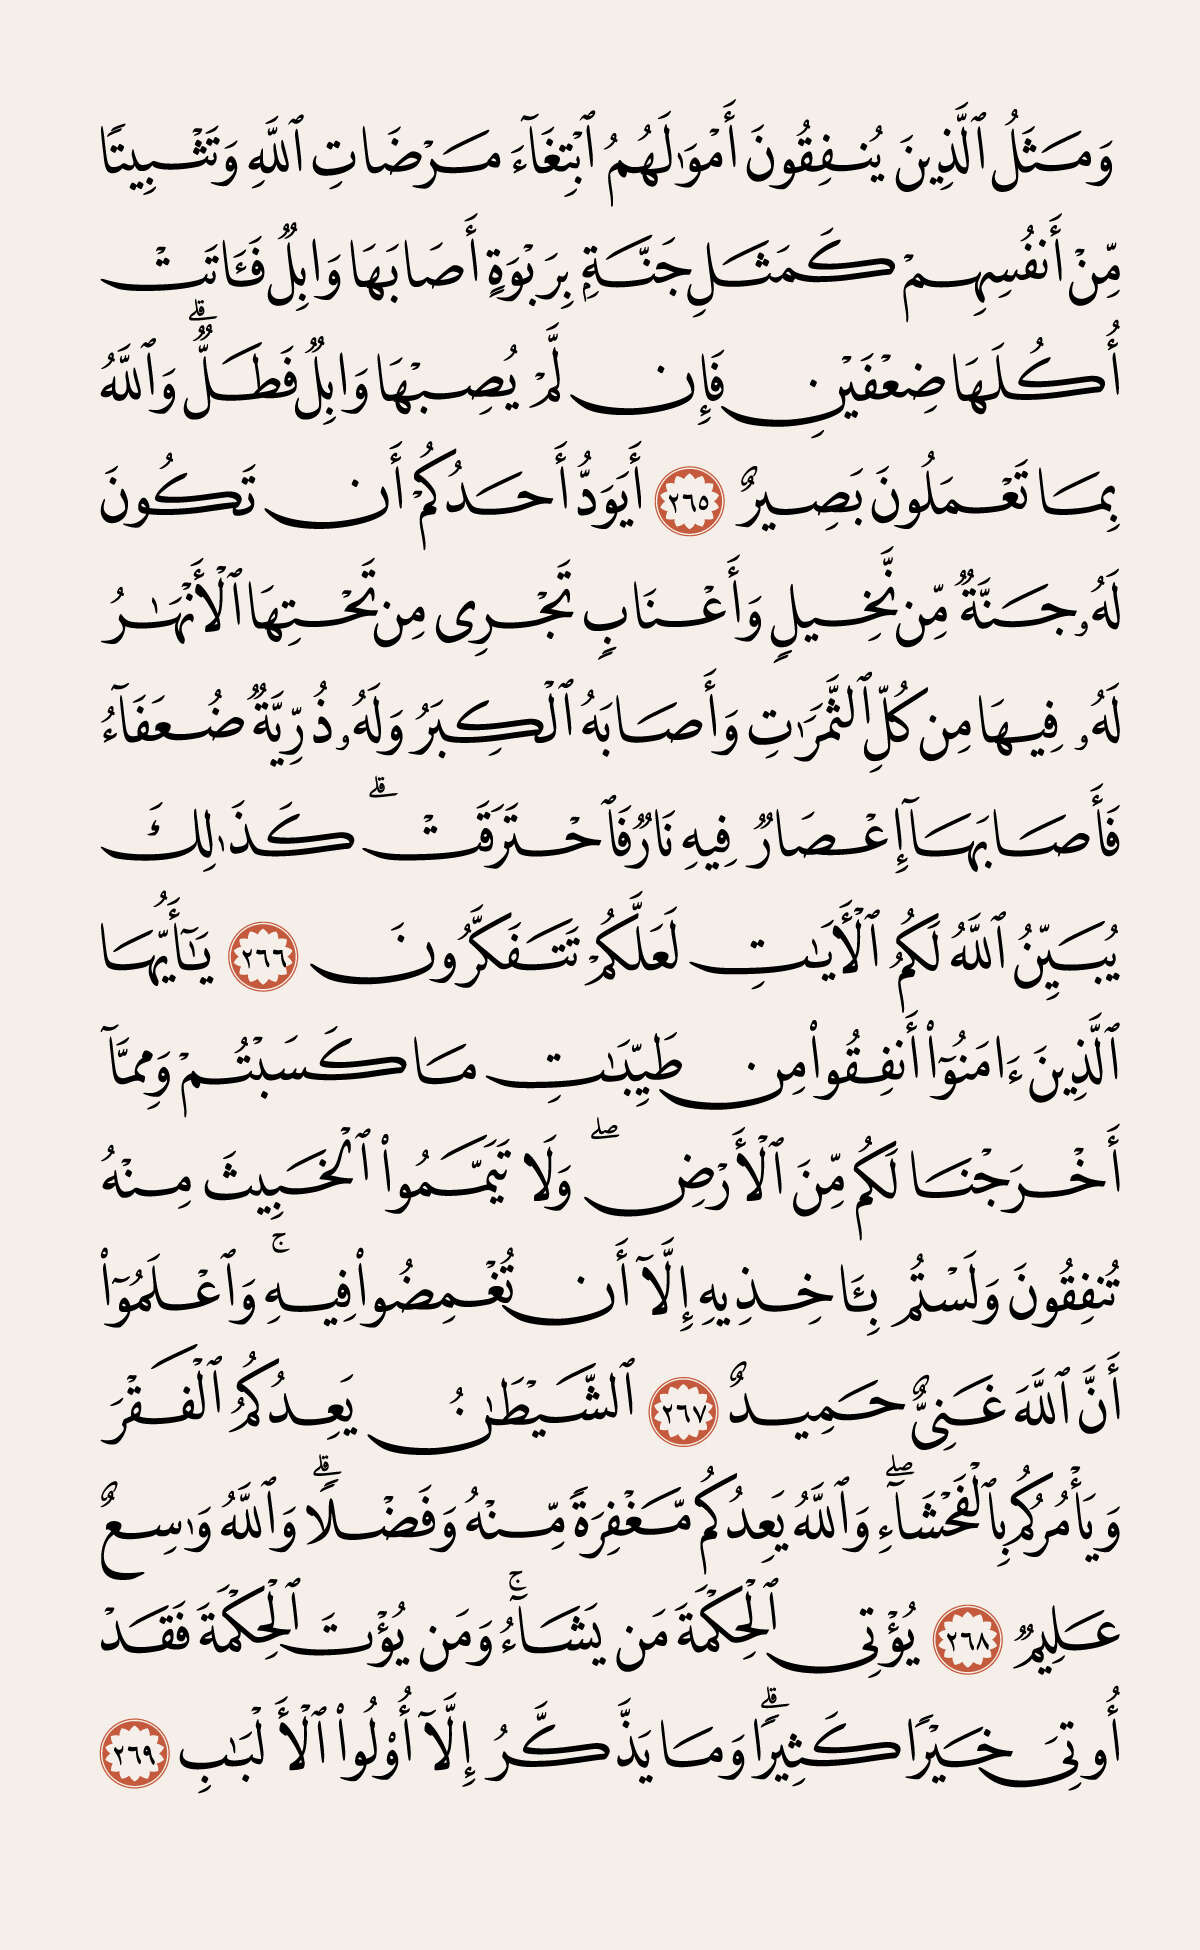 وَمَثَلُ ٱلَّذِينَ يُنفِقُونَ أَمْوَٰلَهُمُ ٱبْتِغَآءَ مَرْضَاتِ ٱللَّهِ وَتَثْبِيتًا
مِّنْ أَنفُسِهِمْ كَمَثَلِ جَنَّةٍۭ بِرَبْوَةٍ أَصَابَهَا وَابِلٌ فَـَٔاتَتْ
أُكُلَهَا ضِعْفَيْنِ فَإِن لَّمْ يُصِبْهَا وَابِلٌ فَطَلٌّ ۗ وَٱللَّهُ
بِمَا تَعْمَلُونَ بَصِيرٌ ٢٦٥ أَيَوَدُّ أَحَدُكُمْ أَن تَكُونَ
لَهُۥ جَنَّةٌ مِّن نَّخِيلٍ وَأَعْنَابٍ تَجْرِى مِن تَحْتِهَا ٱلْأَنْهَـٰرُ
لَهُۥ فِيهَا مِن كُلِّ ٱلثَّمَرَٰتِ وَأَصَابَهُ ٱلْكِبَرُ وَلَهُۥ ذُرِّيَّةٌ ضُعَفَآءُ
فَأَصَابَهَآ إِعْصَارٌ فِيهِ نَارٌ فَٱحْتَرَقَتْ ۗ كَذَٰلِكَ
يُبَيِّنُ ٱللَّهُ لَكُمُ ٱلْـَٔايَـٰتِ لَعَلَّكُمْ تَتَفَكَّرُونَ ٢٦٦ يَـٰٓأَيُّهَا
ٱلَّذِينَ ءَامَنُوٓا۟ أَنفِقُوا۟ مِن طَيِّبَـٰتِ مَا كَسَبْتُمْ وَمِمَّآ
أَخْرَجْنَا لَكُم مِّنَ ٱلْأَرْضِ ۖ وَلَا تَيَمَّمُوا۟ ٱلْخَبِيثَ مِنْهُ
تُنفِقُونَ وَلَسْتُم بِـَٔاخِذِيهِ إِلَّآ أَن تُغْمِضُوا۟ فِيهِ ۚ وَٱعْلَمُوٓا۟
أَنَّ ٱللَّهَ غَنِىٌّ حَمِيدٌ ٢٦٧ ٱلشَّيْطَـٰنُ يَعِدُكُمُ ٱلْفَقْرَ
وَيَأْمُرُكُم بِٱلْفَحْشَآءِ ۖ وَٱللَّهُ يَعِدُكُم مَّغْفِرَةً مِّنْهُ وَفَضْلًا ۗ وَٱللَّهُ وَٰسِعٌ
عَلِيمٌ ٢٦٨ يُؤْتِى ٱلْحِكْمَةَ مَن يَشَآءُ ۚ وَمَن يُؤْتَ ٱلْحِكْمَةَ فَقَدْ
أُوتِىَ خَيْرًا كَثِيرًا ۗ وَمَا يَذَّكَّرُ إِلَّآ أُو۟لُوا۟ ٱلْأَلْبَـٰبِ ٢٦٩